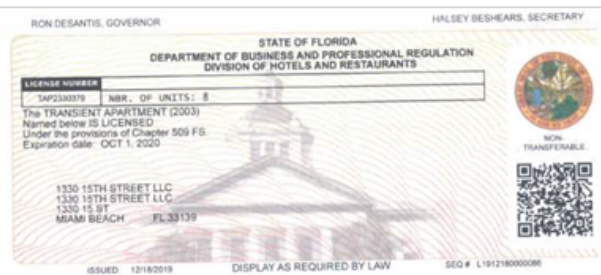 RON DESANTIS, GOVERNOR
HALSEY BESHEARS, SECRETARY
STATE OF FLORIDA
DEPARTMENT OF BUSINESS AND PROFESSIONAL REGULATION
DIVISION OF HOTELS AND RESTAURANTS
LICENSE NUMBER
TAP2330379
NBR. OF UNITS: 8
The TRANSIENT APARTMENT (2003)
Named below IS LICENSED
Under the provisions of Chapter 509 FS.
Expiration date: OCT 1, 2020
NON-
TRANSFERABLE
1330 15TH STREET LLC
1330 15TH STREET LLC
1330 15 ST
MIAMI BEACH FL 33139
ISSUED: 12/18/2019
DISPLAY AS REQUIRED BY LAW
SEQ # L1912180000086